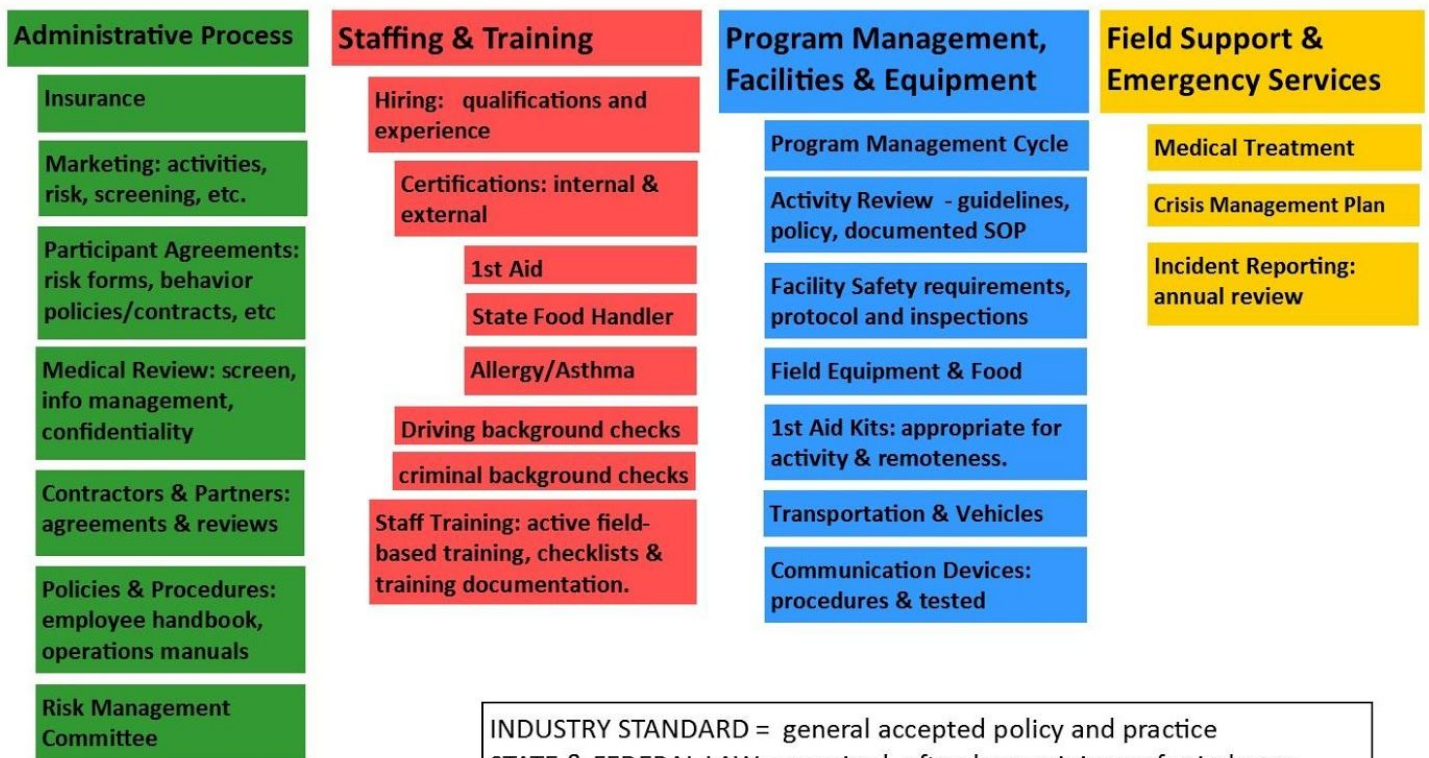 Administrative Process
Insurance
Marketing: activities,
risk, screening, etc.
Participant Agreements:
risk forms, behavior
policies/contracts, etc
Medical Review: screen,
info management,
confidentiality
Contractors & Partners:
agreements & reviews
Policies & Procedures:
employee handbook,
operations manuals
Risk Management
Committee
Staffing & Training
Hiring: qualifications and
experience
Certifications: internal &
external
1st Aid
State Food Handler
Allergy/Asthma
Driving background checks
criminal background checks
Staff Training: active field-
based training, checklists &
training documentation.
Program Management,
Facilities & Equipment
Program Management Cycle
Activity Review - guidelines,
policy, documented SOP
Facility Safety requirements,
protocol and inspections
Field Equipment & Food
1st Aid Kits: appropriate for
activity & remoteness.
Transportation & Vehicles
Communication Devices:
procedures & tested
Field Support &
Emergency Services
Medical Treatment
Crisis Management Plan
Incident Reporting:
annual review
INDUSTRY STANDARD = general accepted policy and practice
STATE & FEDERAL LAW